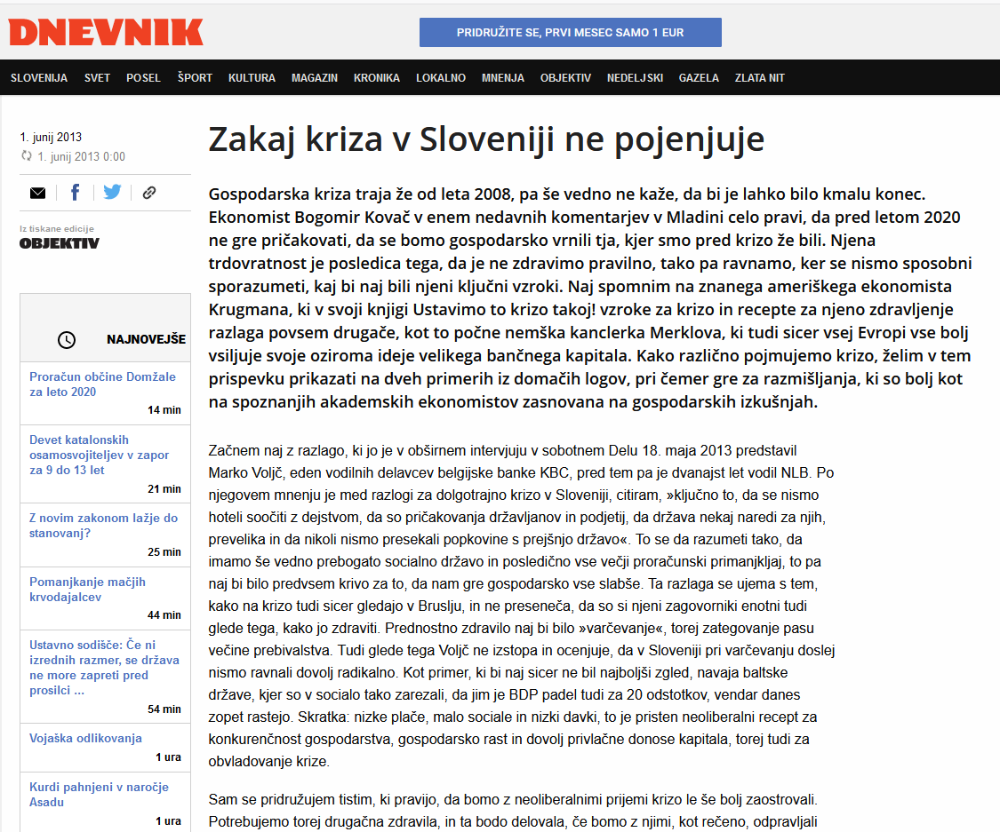 DNEVNIK
PRIDRUŽITE SE, PRVI MESEC SAMO 1 EUR
SLOVENIJA SVET POSEL ŠPORT KULTURA MAGAZIN KRONIKA LOKALNO MNENJA OBJEKTIV NEDELJSKI GAZELA ZLATA NIT
1. junij 2013
1. junij 2013 0:00
Iz tiskane edicije
OBJEKTIV
NAJNOVEJŠE
Proračun občine Domžale
za leto 2020
14 min
Devet katalonskih
osamosvojiteljev v zapor
za 9 do 13 let
21 min
Z novim zakonom lažje do
stanovanj?
25 min
Pomanjkanje mačjih
krvodajalcev
44 min
Ustavno sodišče: Če ni
izrednih razmer, se država
ne more zapreti pred
prosilci ...
54 min
Vojaška odlikovanja
1 ura
Kurdi pahnjeni v naročje
Asadu
1 ura
Zakaj kriza v Sloveniji ne pojenjuje
Gospodarska kriza traja že od leta 2008, pa še vedno ne kaže, da bi je lahko bilo kmalu konec.
Ekonomist Bogomir Kovač v enem nedavnih komentarjev v Mladini celo pravi, da pred letom 2020
ne gre pričakovati, da se bomo gospodarsko vrnili tja, kjer smo pred krizo že bili. Njena
trdovratnost je posledica tega, da je ne zdravimo pravilno, tako pa ravnamo, ker se nismo sposobni
sporazumeti, kaj bi naj bili njeni ključni vzroki. Naj spomnim na znanega ameriškega ekonomista
Krugmana, ki v svoji knjigi Ustavimo to krizo takoj! vzroke za krizo in recepte za njeno zdravljenje
razlaga povsem drugače, kot to počne nemška kanclerka Merklova, ki tudi sicer vsej Evropi vse bolj
vsiljuje svoje oziroma ideje velikega bančnega kapitala. Kako različno pojmujemo krizo, želim v tem
prispevku prikazati na dveh primerih iz domačih logov, pri čemer gre za razmišljanja, ki so bolj kot
na spoznanjih akademskih ekonomistov zasnovana na gospodarskih izkušnjah.
Začnem naj z razlago, ki jo je v obširnem intervjuju v sobotnem Delu 18. maja 2013 predstavil
Marko Voljč, eden vodilnih delavcev belgijske banke KBC, pred tem pa je dvanajst let vodil NLB. Po
njegovem mnenju je med razlogi za dolgotrajno krizo v Sloveniji, citiram, »ključno to, da se nismo
hoteli soočiti z dejstvom, da so pričakovanja državljanov in podjetij, da država nekaj naredi za njih,
prevelika in da nikoli nismo presekali popkovine s prejšnjo državo«. To se da razumeti tako, da
imamo še vedno prebogato socialno državo in posledično vse večji proračunski primanjkljaj, to pa
naj bi bilo predvsem krivo za to, da nam gre gospodarsko vse slabše. Ta razlaga se ujema s tem,
kako na krizo tudi sicer gledajo v Bruslju, in ne preseneča, da so si njeni zagovorniki enotni tudi
glede tega, kako jo zdraviti. Prednostno zdravilo naj bi bilo »varčevanje«, torej zategovanje pasu
večine prebivalstva. Tudi glede tega Voljč ne izstopa in ocenjuje, da v Sloveniji pri varčevanju doslej
nismo ravnali dovolj radikalno. Kot primer, ki bi naj sicer ne bil najboljši zgled, navaja baltske
države, kjer so v socialo tako zarezali, da jim je BDP padel tudi za 20 odstotkov, vendar danes
zopet rastejo. Skratka: nizke plače, malo sociale in nizki davki, to je pristen neoliberalni recept za
konkurenčnost gospodarstva, gospodarsko rast in dovolj privlačne donose kapitala, torej tudi za
obvladovanje krize.
Sam se pridružujem tistim, ki pravijo, da bomo z neoliberalnimi prijemi krizo le še bolj zaostrovali.
Potrebujemo torej drugačna zdravila, in ta bodo delovala, če bomo z njimi, kot rečeno, odpravljali